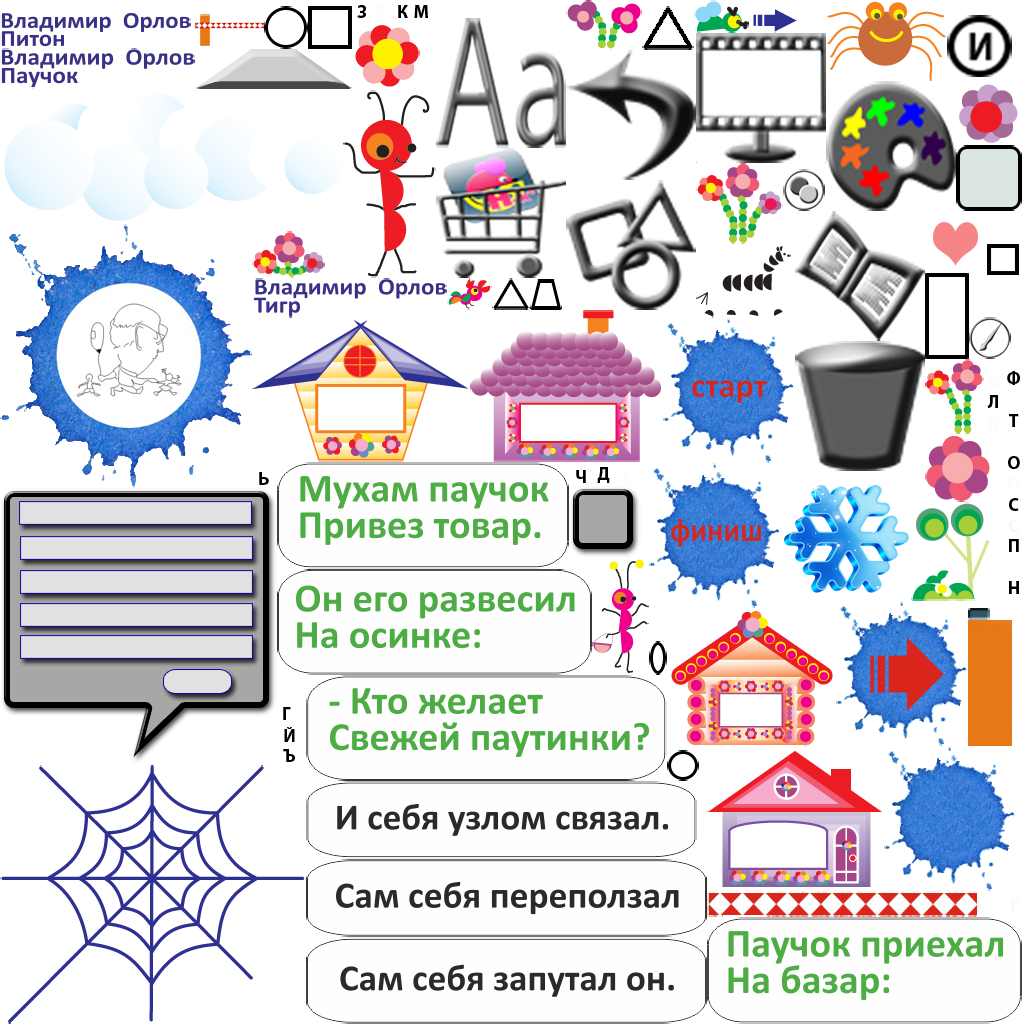 Владимир Орлов
Питон
Владимир Орлов
Паучок
З К М
Аа
И
Владимир Орлов
Тигр
старт
Ф
Л
Т
О
С
П
Н
Ь
Ч Д
Мухам паучок
Привез товар.
финиш
Он его развесил
На осинке:
- Кто желает
Свежей паутинки?
Г
Й
Ъ
И себя узлом связал.
Сам себя переползал
Сам себя запутал он.
Паучок приехал
На базар: